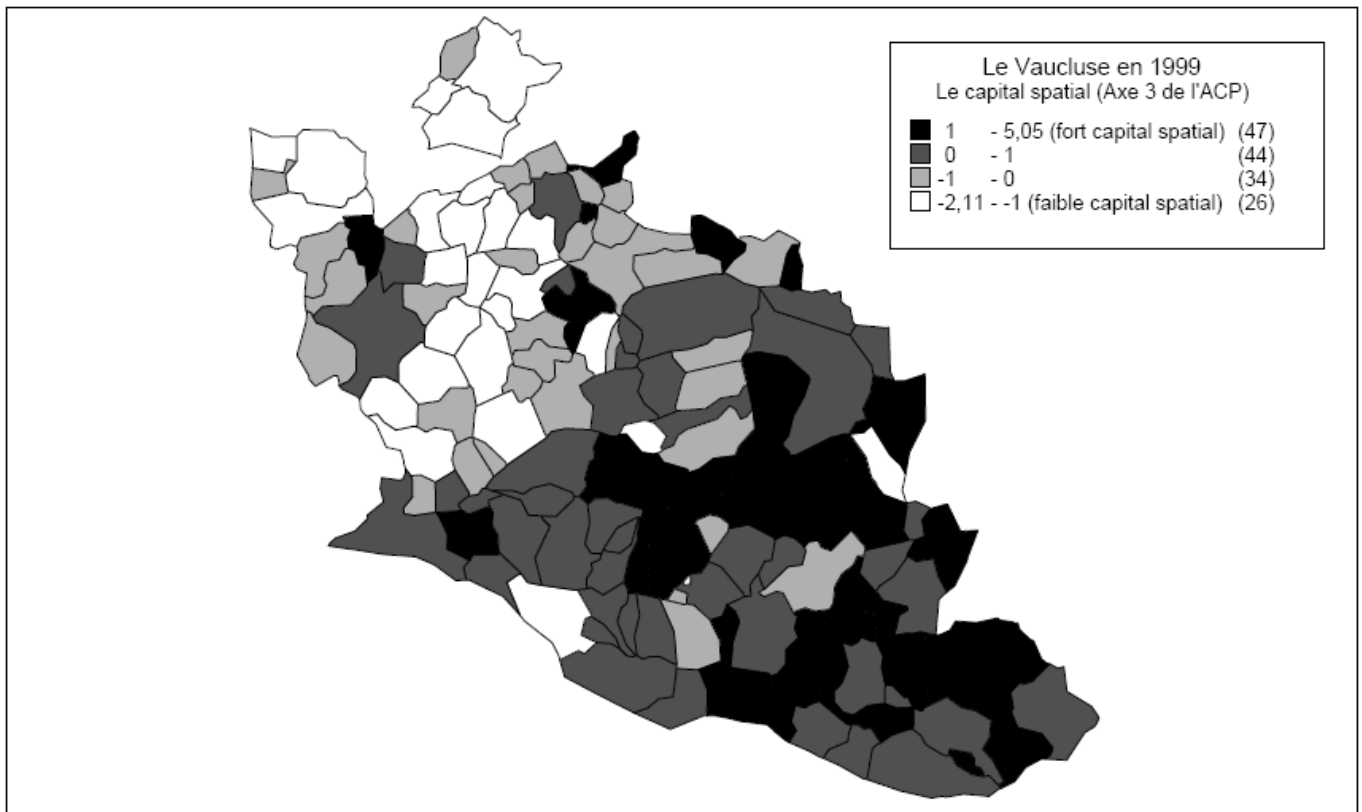 Le Vaucluse en 1999
Le capital spatial (Axe 3 de l'ACP)
1 - 5,05 (fort capital spatial) (47)
0 - 1 (44)
-1 - 0 (34)
-2,11 - -1 (faible capital spatial) (26)